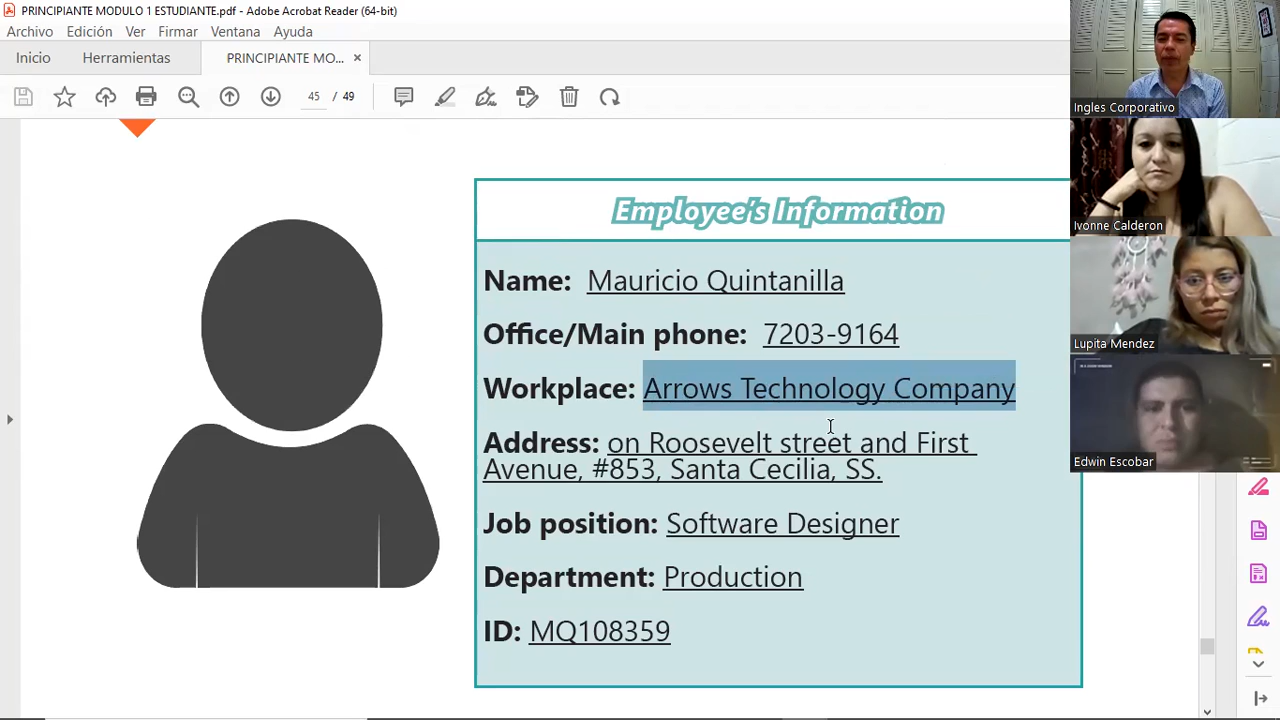 PRINCIPIANTE MODULO 1 ESTUDIANTE.pdf - Adobe Acrobat Reader (64-bit)
Archivo Edición Ver Firmar Ventana Ayuda
Inicio Herramientas PRINCIPIANTE MO... ×
45 / 49
Employee's Information
Name: Mauricio Quintanilla
Office/Main phone: 7203-9164
Workplace: Arrows Technology Company
Address: on Roosevelt street and First
Avenue, #853, Santa Cecilia, SS.
Job position: Software Designer
Department: Production
ID: MQ108359
Ingles Corporativo
Ivonne Calderon
Lupita Mendez
Edwin Escobar